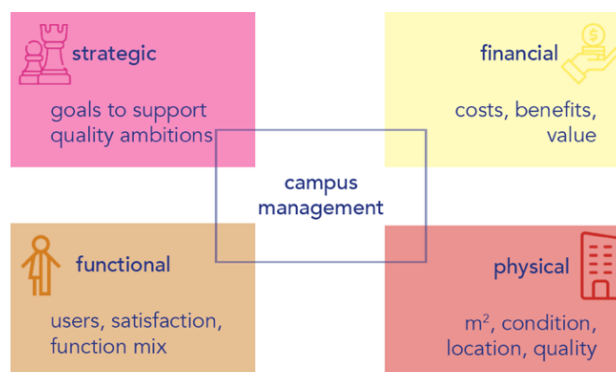 strategic
goals to support
quality ambitions
financial
$
costs, benefits,
value
campus
management
functional
users, satisfaction,
function mix
physical
m², condition,
location, quality